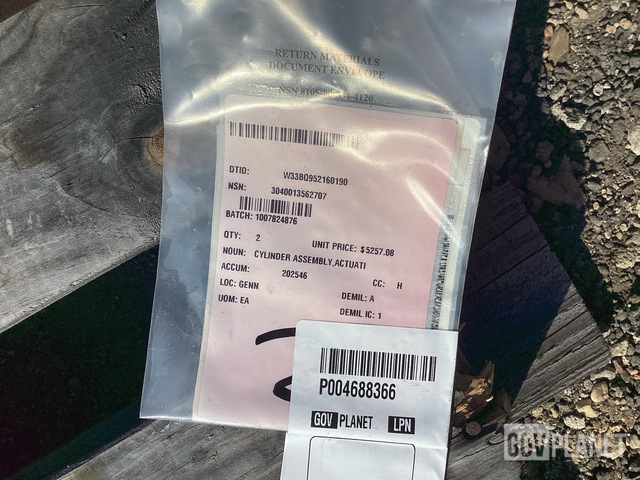 RETURN MATERIALS
DOCUMENT ENVELOPE
DTID: W33BQ952160190
NSN: 3040013562707
BATCH: 1007824876
QTY: 2 UNIT PRICE: $5257.08
NOUN: CYLINDER ASSEMBLY,ACTUATI
ACCUM: 202546 CC: H
LOC: GENN DEMIL: A
UOM: EA DEMIL IC: 1
P004688366
GOV PLANET LPN
GOVPLANET